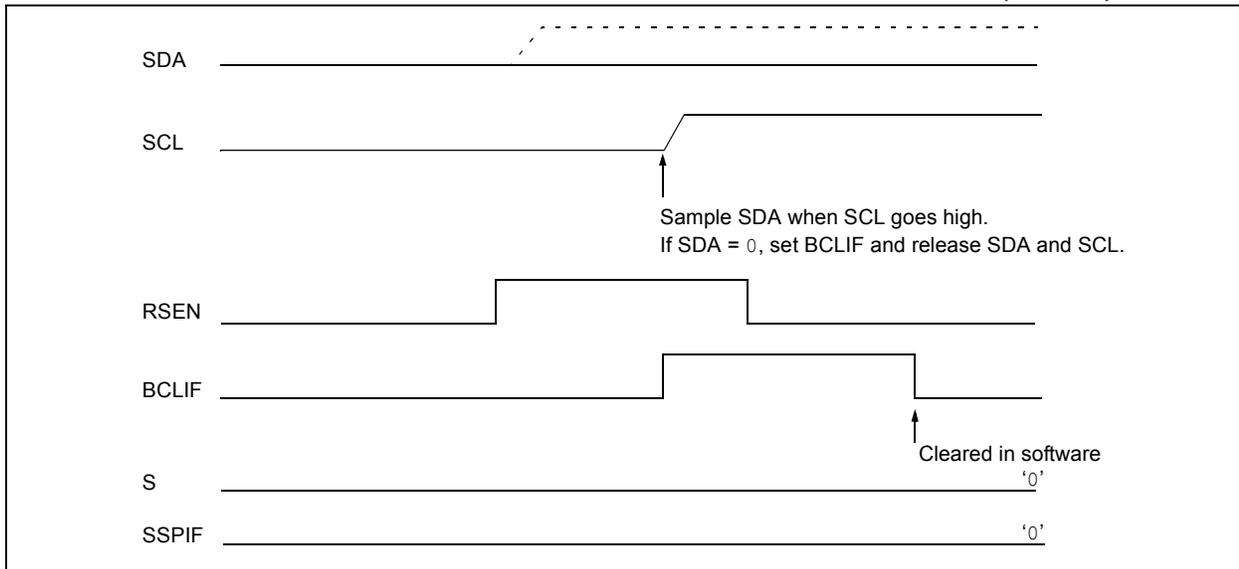 SDA
SCL
Sample SDA when SCL goes high.
If SDA = 0, set BCLIF and release SDA and SCL.
RSEN
BCLIF
Cleared in software
S
‘0’
SSPIF
‘0’